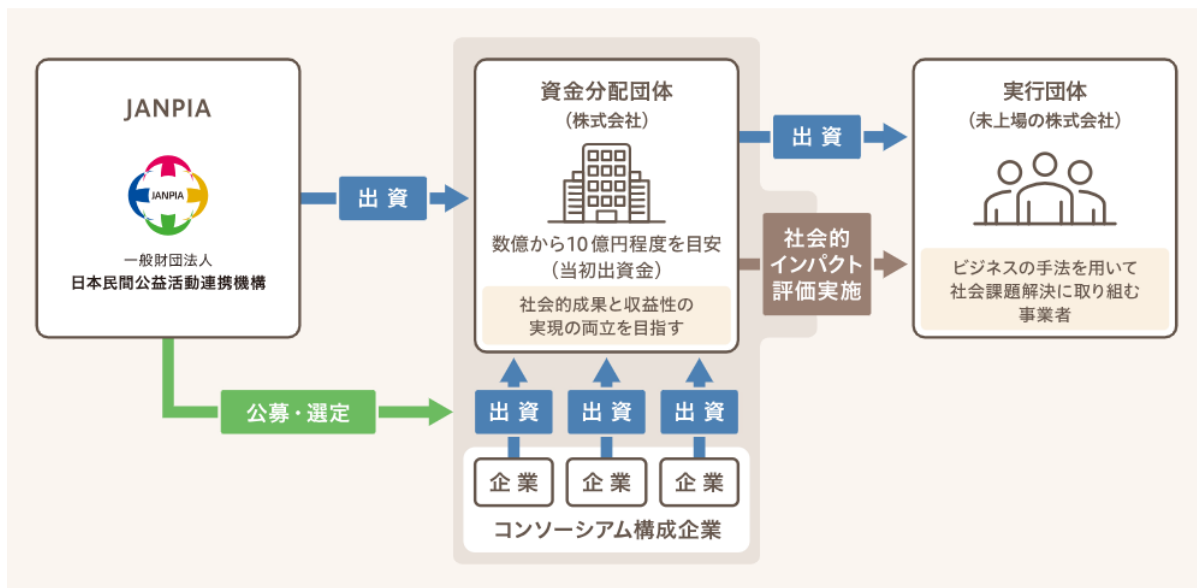 JANPIA
JANPIA
一般財団法人
日本民間公益活動連携機構
出資
公募・選定
資金分配団体
（株式会社）
数億から10億円程度を目安
（当初出資金）
社会的成果と収益性の
実現の両立を目指す
出資
出資
出資
企業
企業
企業
コンソーシアム構成企業
出資
社会的
インパクト
評価実施
実行団体
（未上場の株式会社）
ビジネスの手法を用いて
社会課題解決に取り組む
事業者